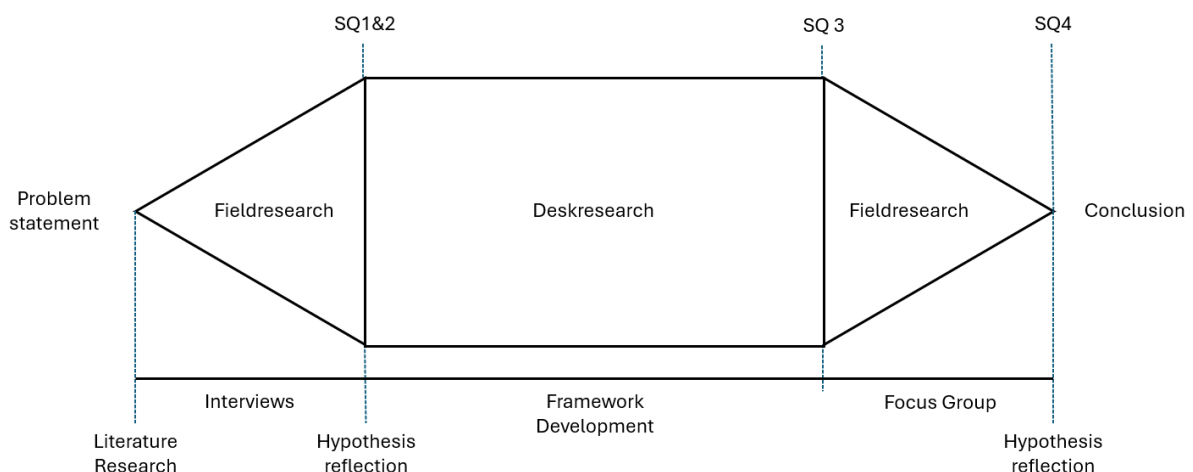 SQ1&2
SQ 3
SQ4
Problem
statement
Fieldresearch
Deskresearch
Fieldresearch
Conclusion
Interviews
Framework
Development
Focus Group
Literature
Research
Hypothesis
reflection
Hypothesis
reflection